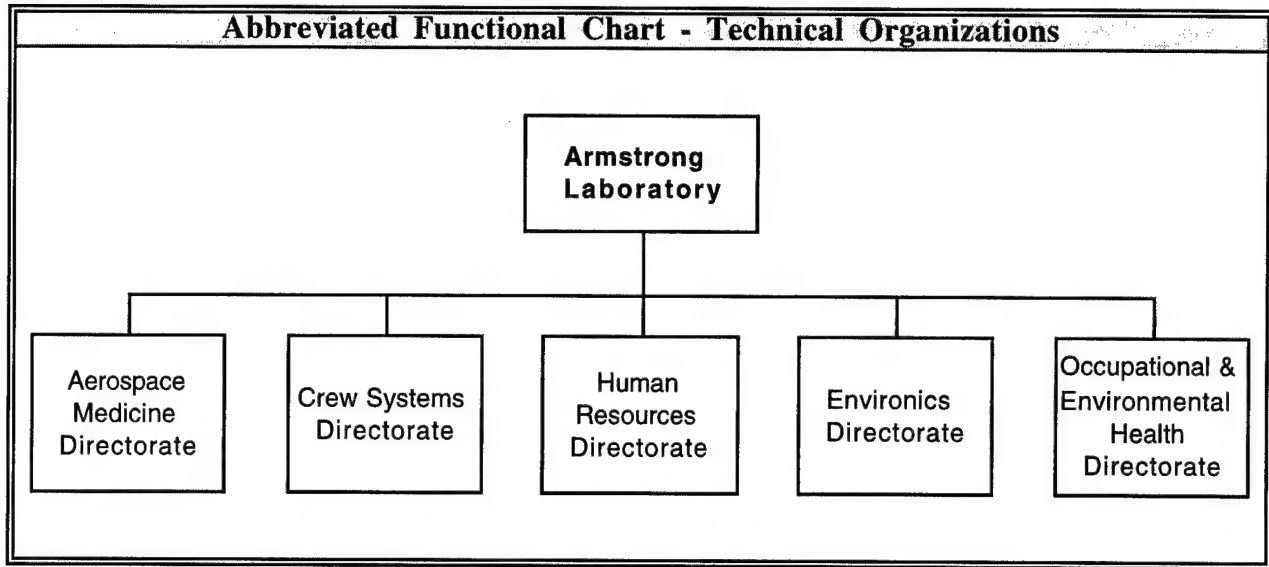 Abbreviated Functional Chart - Technical Organizations
Armstrong
Laboratory
Aerospace
Medicine
Directorate
Crew Systems
Directorate
Human
Resources
Directorate
Environics
Directorate
Occupational &
Environmental
Health
Directorate